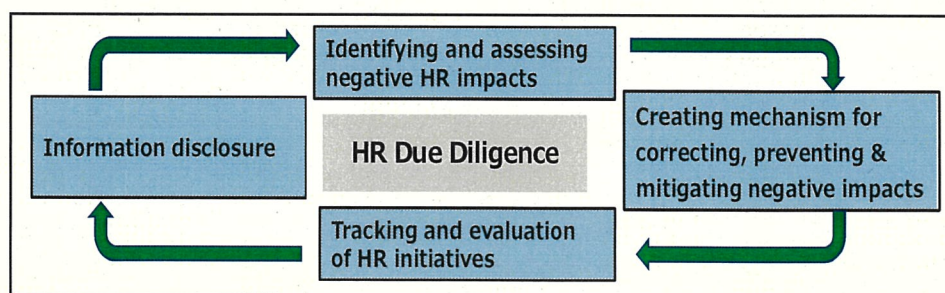 Identifying and assessing
negative HR impacts
Information disclosure
HR Due Diligence
Creating mechanism for
correcting, preventing &
mitigating negative impacts
Tracking and evaluation
of HR initiatives